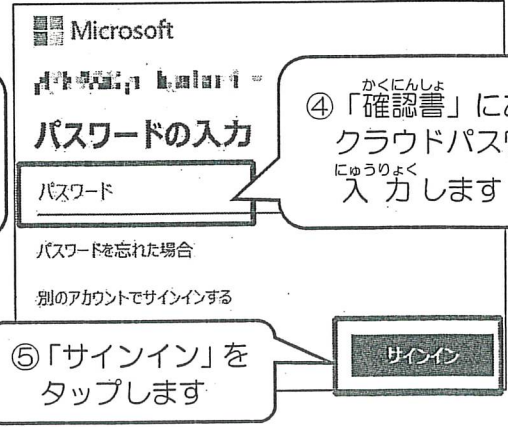 Microsoft
パスワードの入力
パスワード
パスワードを忘れた場合
別のアカウントでサインインする
サインイン
かくにんしょ
④「確認書」に
クラウドパス
にゅうりょく
入力します
⑤「サインイン」を
タップします